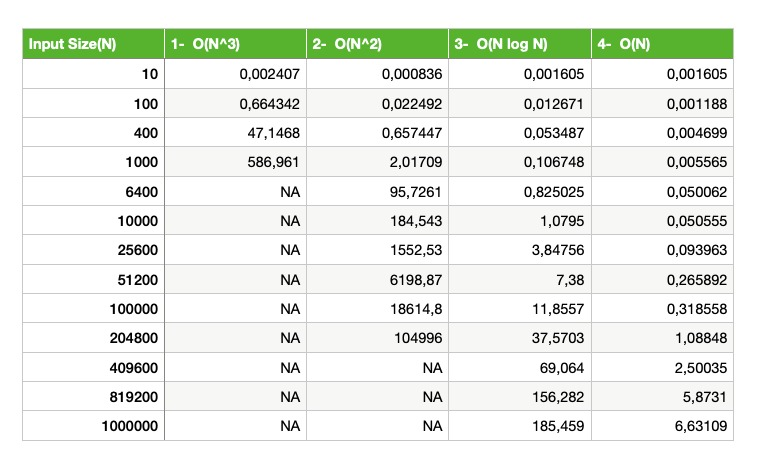 Input Size(N) 1- O(N^3) 2- O(N^2) 3- O(N log N) 4- O(N)
10 0,002407 0,000836 0,001605 0,001605
100 0,664342 0,022492 0,012671 0,001188
400 47,1468 0,657447 0,053487 0,004699
1000 586,961 2,01709 0,106748 0,005565
6400 NA 95,7261 0,825025 0,050062
10000 NA 184,543 1,0795 0,050555
25600 NA 1552,53 3,84756 0,093963
51200 NA 6198,87 7,38 0,265892
100000 NA 18614,8 11,8557 0,318558
204800 NA 104996 37,5703 1,08848
409600 NA NA 69,064 2,50035
819200 NA NA 156,282 5,8731
1000000 NA NA 185,459 6,63109